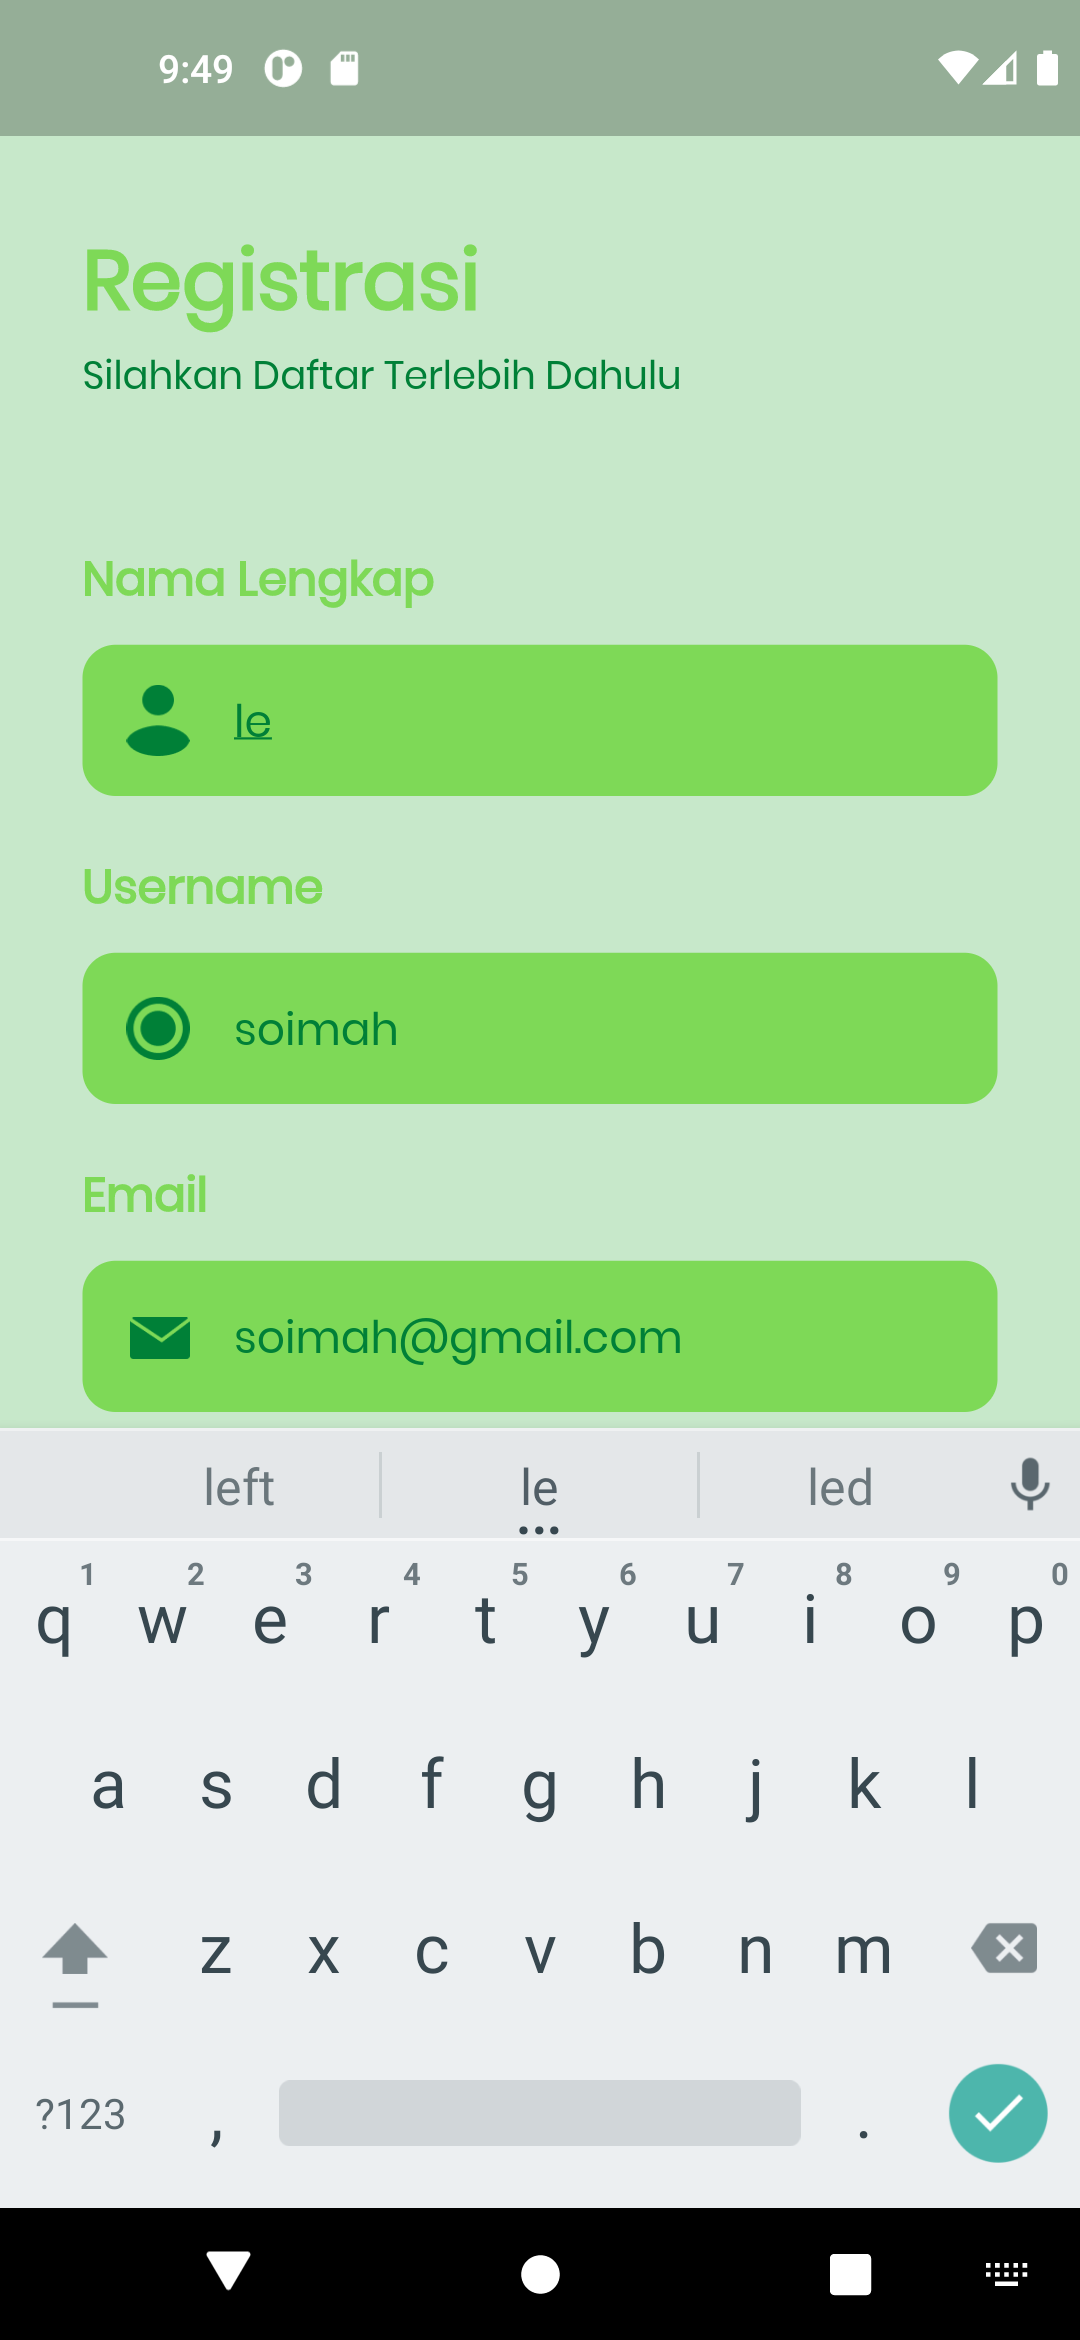 9:49
Registrasi
Silahkan Daftar Terlebih Dahulu
Nama Lengkap
le
Username
soimah
Email
soimah@gmail.com
left le led
1 2 3 4 5 6 7 8 9 0
q w e r t y u i o p
a s d f g h j k l
z x c v b n m
?123 , .